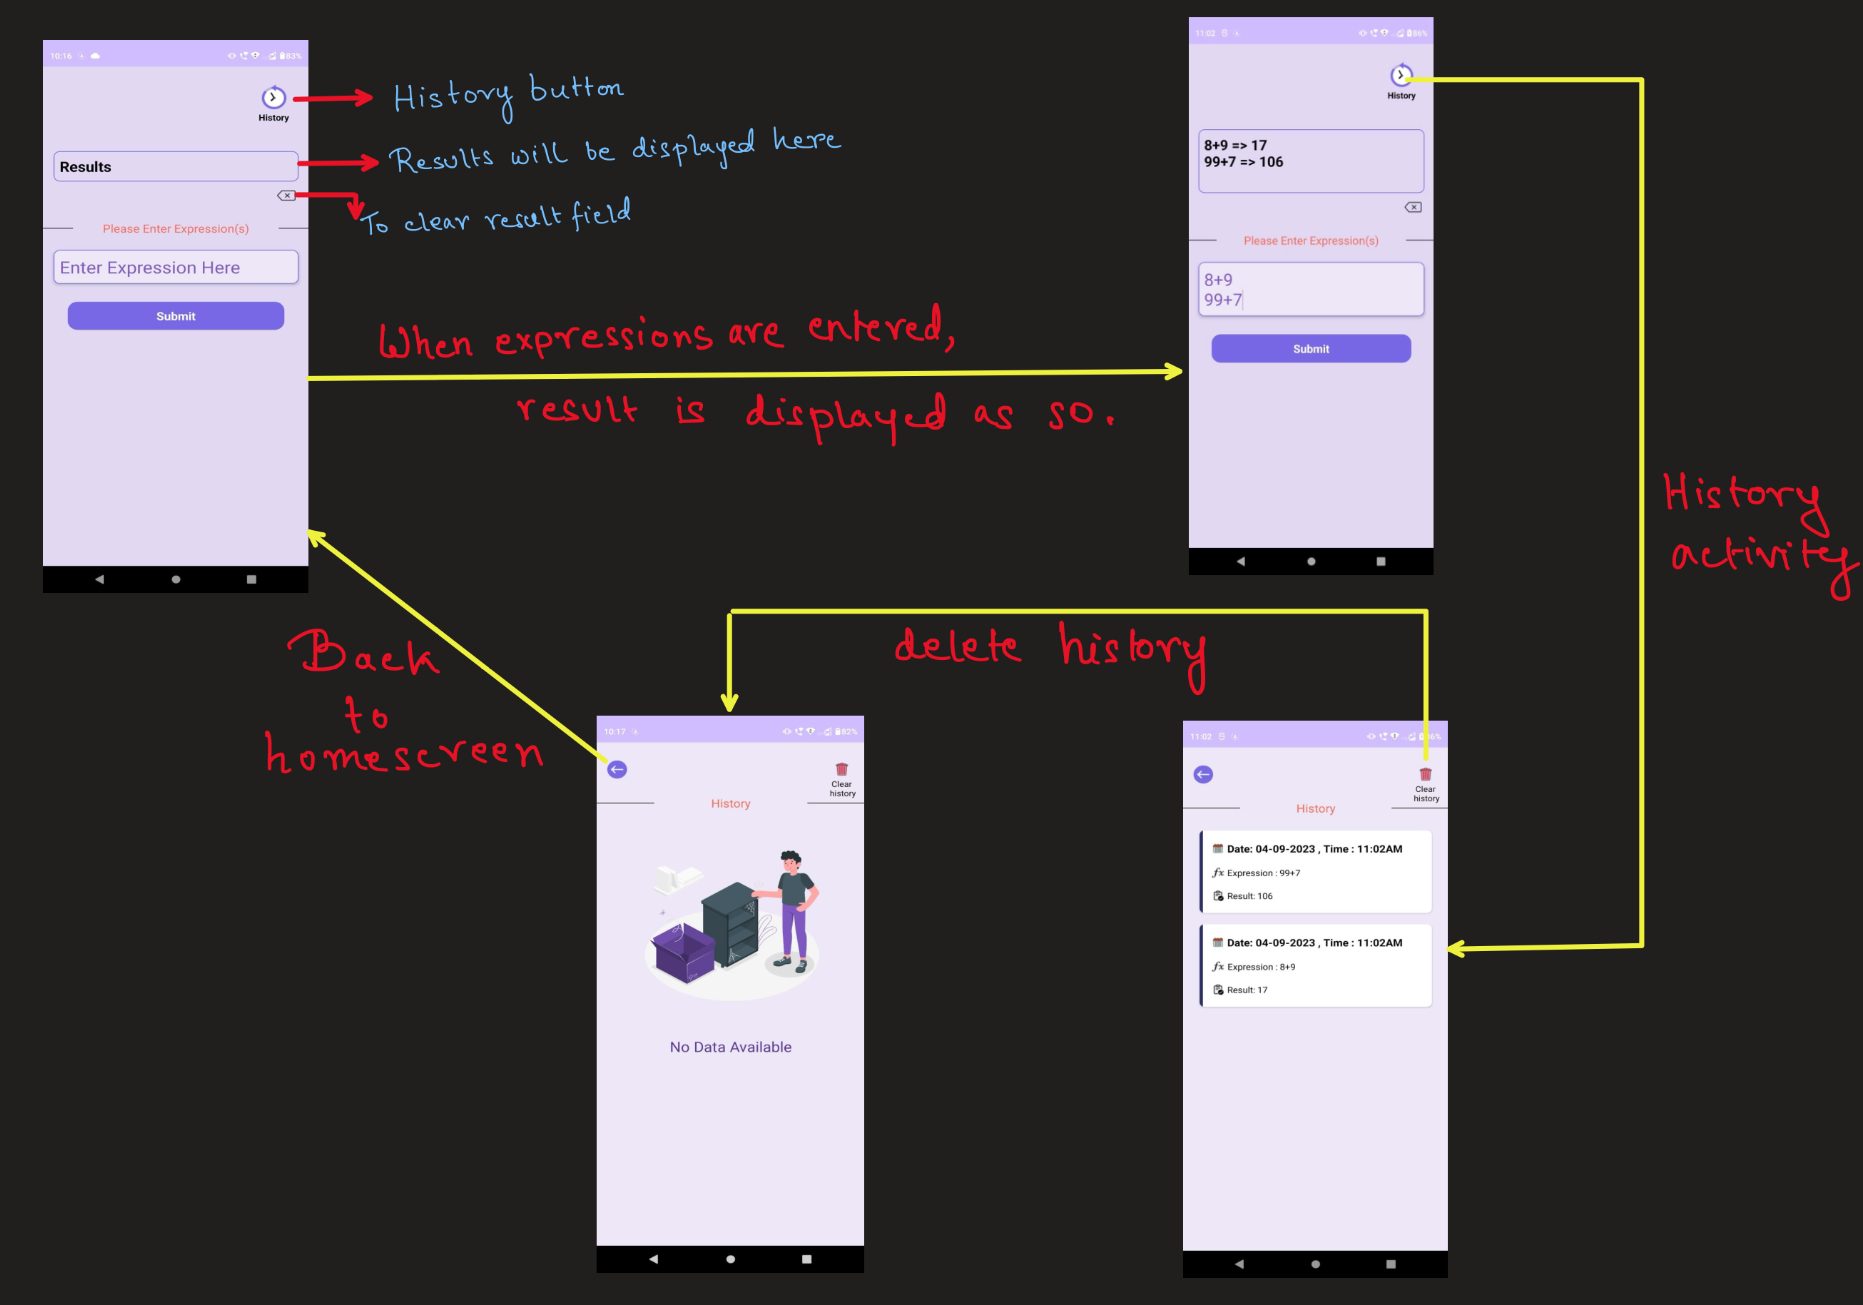 10:16
83%
History
Results
Please Enter Expression(s)
Enter Expression Here
Submit
History button
Results will be displayed here
To clear result field
When expressions are entered,
result is displayed as so.
11:02
86%
History
8+9 => 17
99+7 => 106
Please Enter Expression(s)
8+9
99+7
Submit
History
activity
delete history
Back
to
homescreen
10:17
82%
Clear
history
History
No Data Available
11:02
Clear
history
History
Date: 04-09-2023 , Time : 11:02AM
fx Expression : 99+7
Result: 106
Date: 04-09-2023 , Time : 11:02AM
fx Expression : 8+9
Result: 17